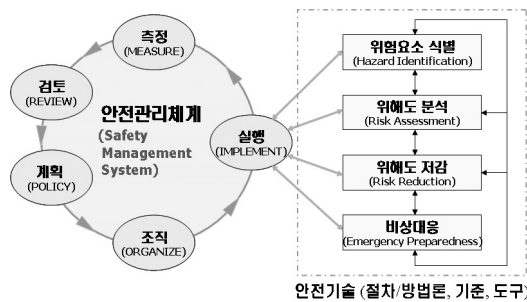 측정
(MEASURE)
검토
(REVIEW)
안전관리체계
(Safety
Management
System)
실행
(IMPLEMENT)
계획
(POLICY)
조직
(ORGANIZE)
위험요소 식별
(Hazard Identification)
위해도 분석
(Risk Assessment)
위해도 저감
(Risk Reduction)
비상대응
(Emergency Preparedness)
안전기술 (절차/방법론, 기준, 도구)